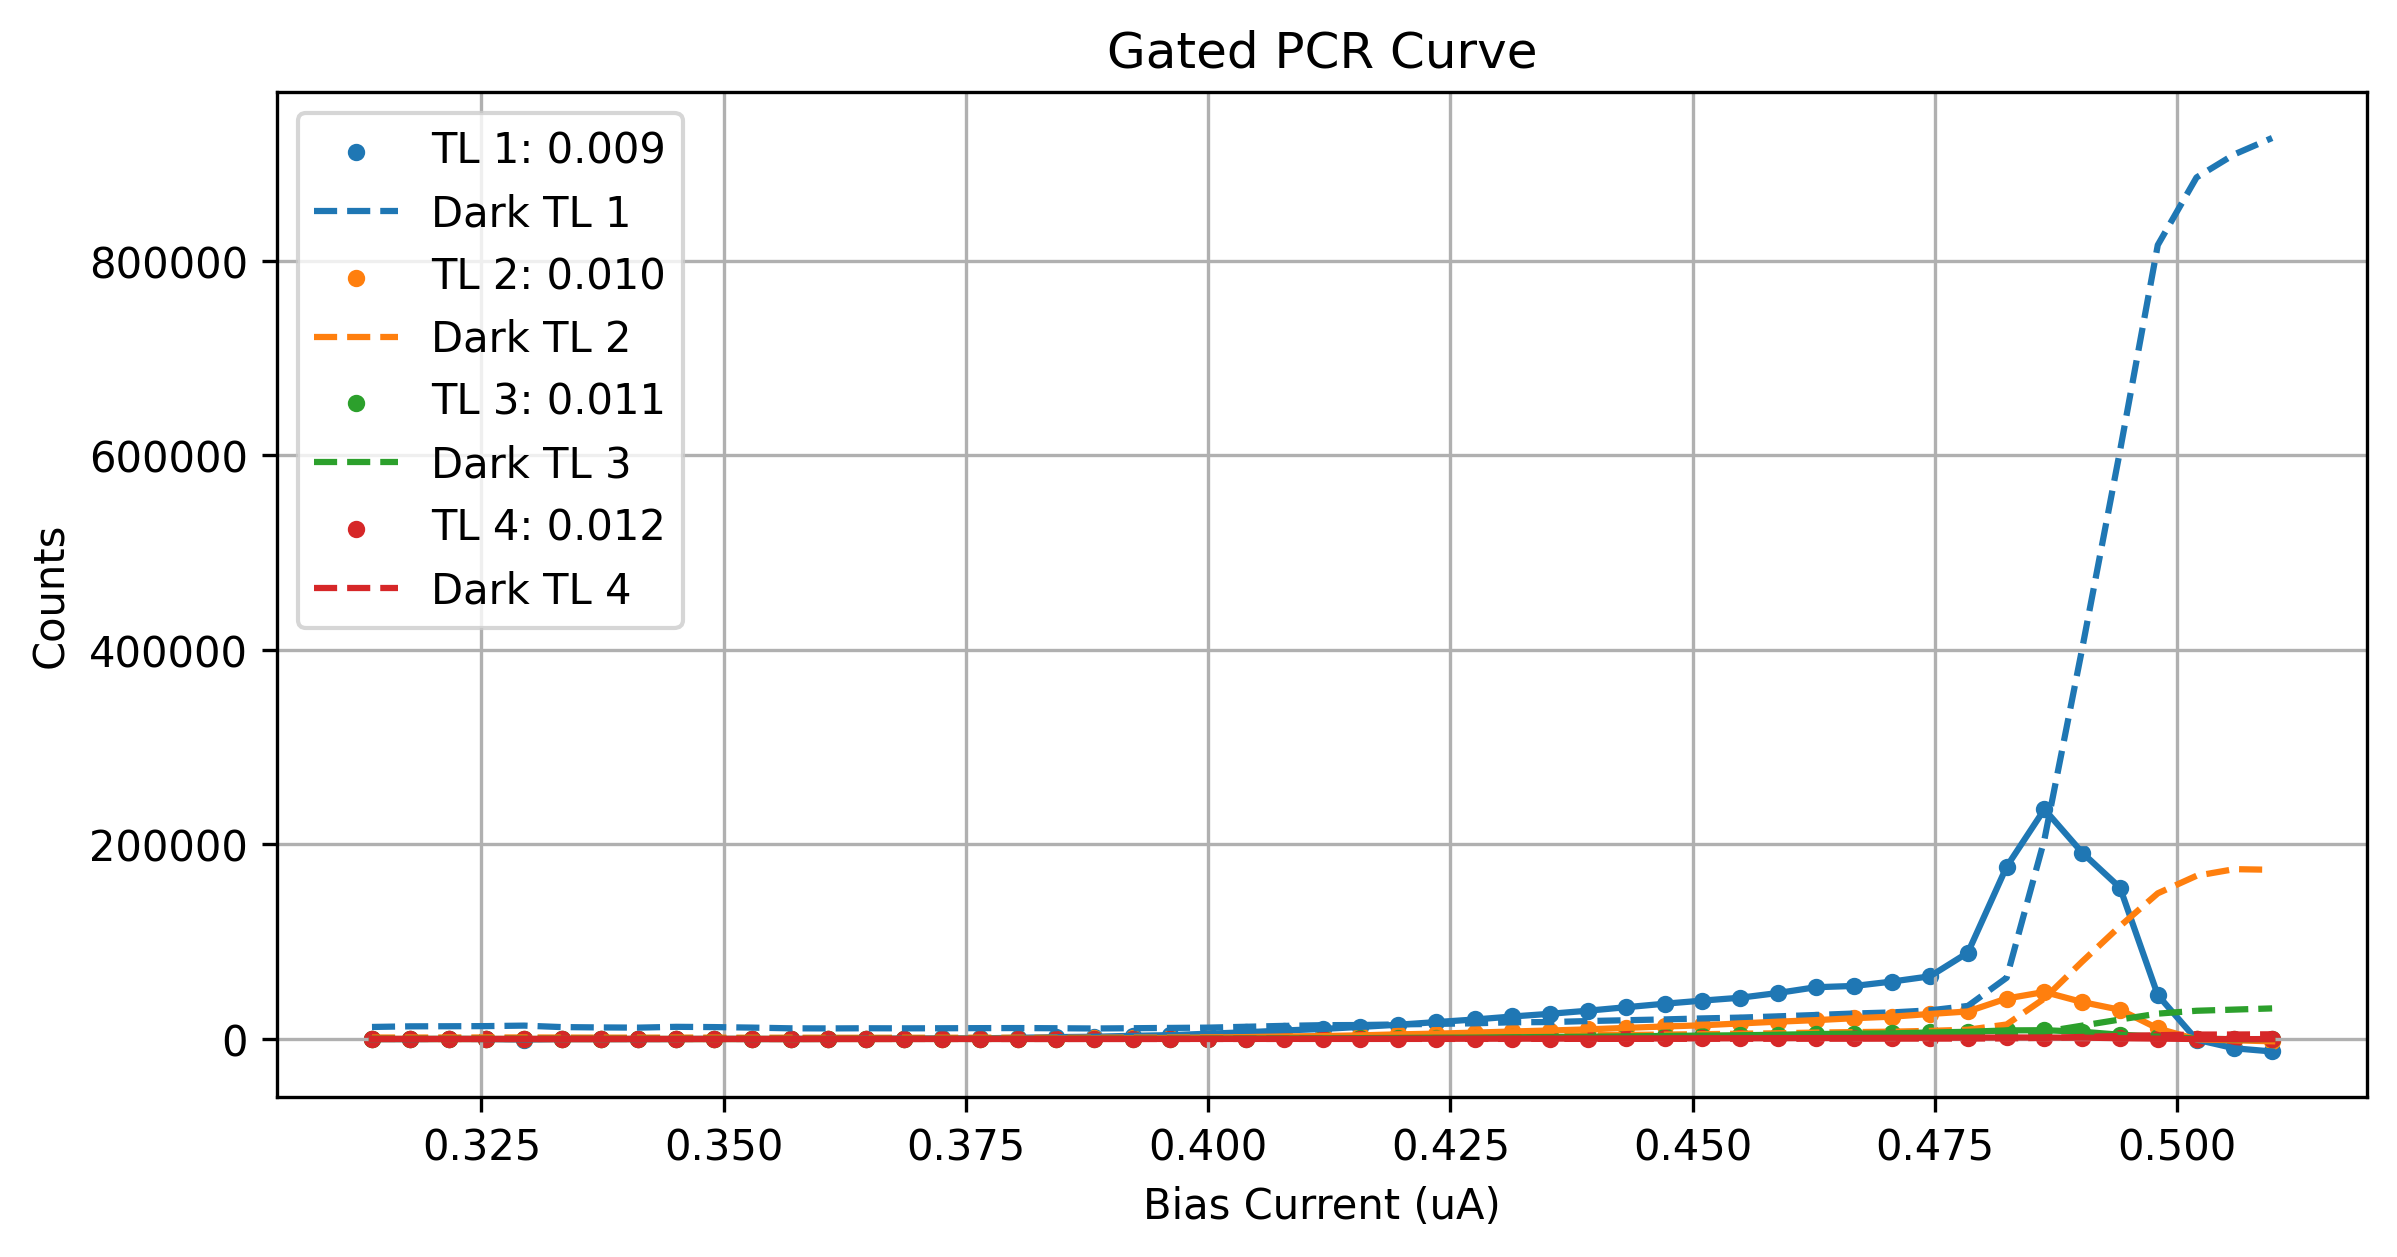 Gated PCR Curve
TL 1: 0.009
Dark TL 1
TL 2: 0.010
Dark TL 2
TL 3: 0.011
Dark TL 3
TL 4: 0.012
Dark TL 4
Counts
800000
600000
400000
200000
0
0.325 0.350 0.375 0.400 0.425 0.450 0.475 0.500
Bias Current (uA)